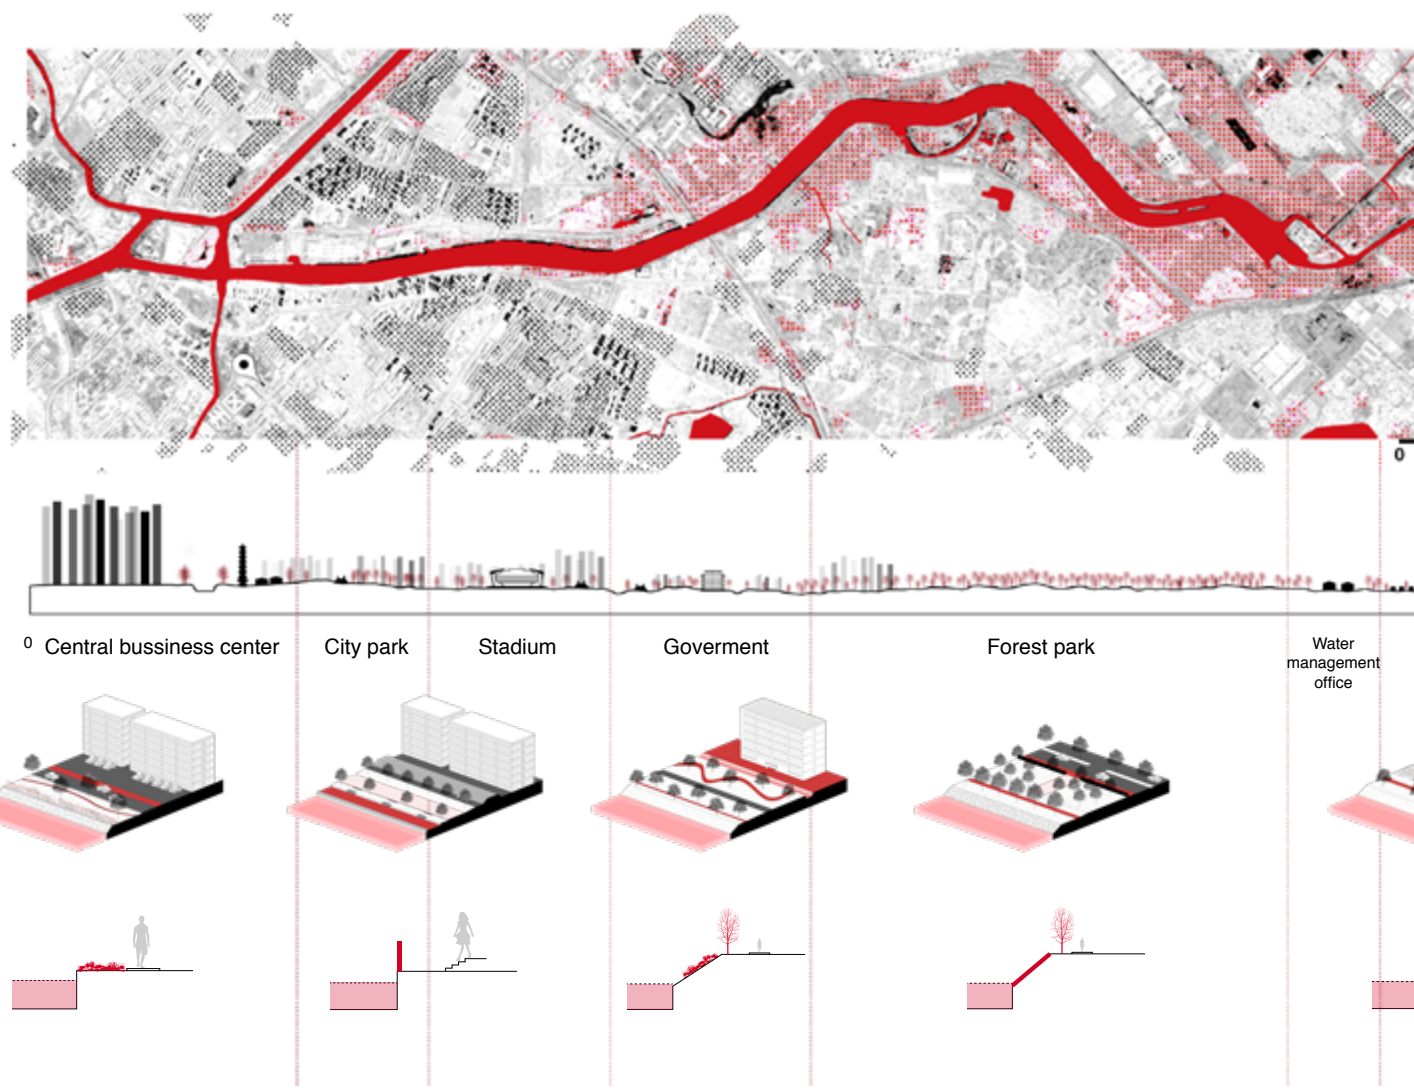 0
0
Central bussiness center
City park
Stadium
Goverment
Forest park
Water
management
office